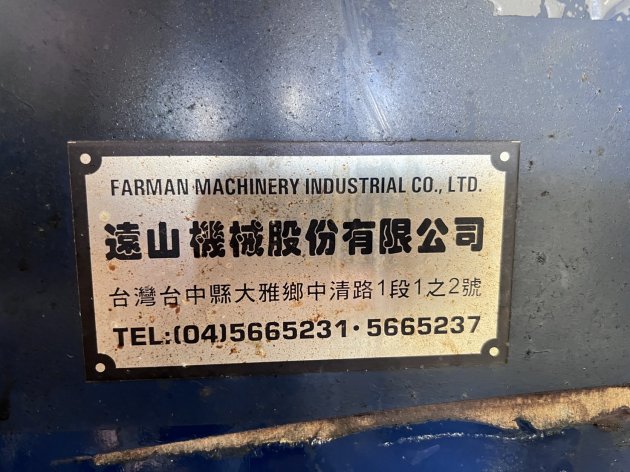 FARMAN MACHINERY INDUSTRIAL CO., LTD.
遠山機械股份有限公司
台灣台中縣大雅鄉中清路1段1之2號
TEL:(04)5665231·5665237